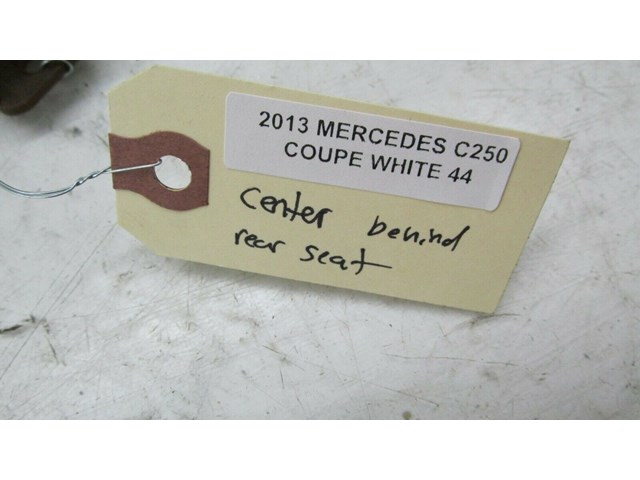 2013 MERCEDES C250
COUPE WHITE 44
center behind
rear seat